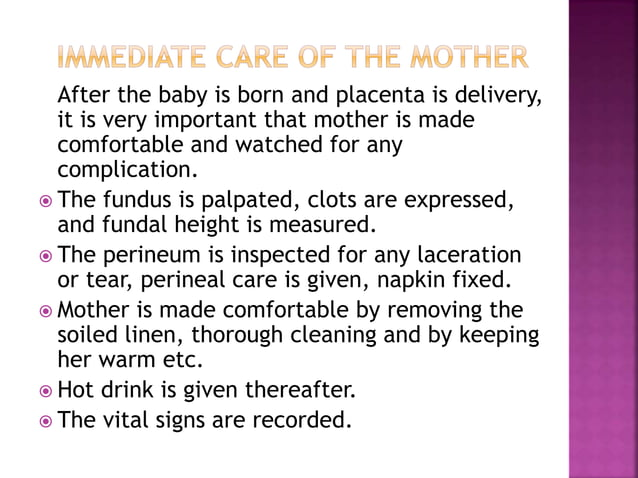 IMMEDIATE CARE OF THE MOTHER
After the baby is born and placenta is delivery,
it is very important that mother is made
comfortable and watched for any
complication.
The fundus is palpated, clots are expressed,
and fundal height is measured.
The perineum is inspected for any laceration
or tear, perineal care is given, napkin fixed.
Mother is made comfortable by removing the
soiled linen, thorough cleaning and by keeping
her warm etc.
Hot drink is given thereafter.
The vital signs are recorded.